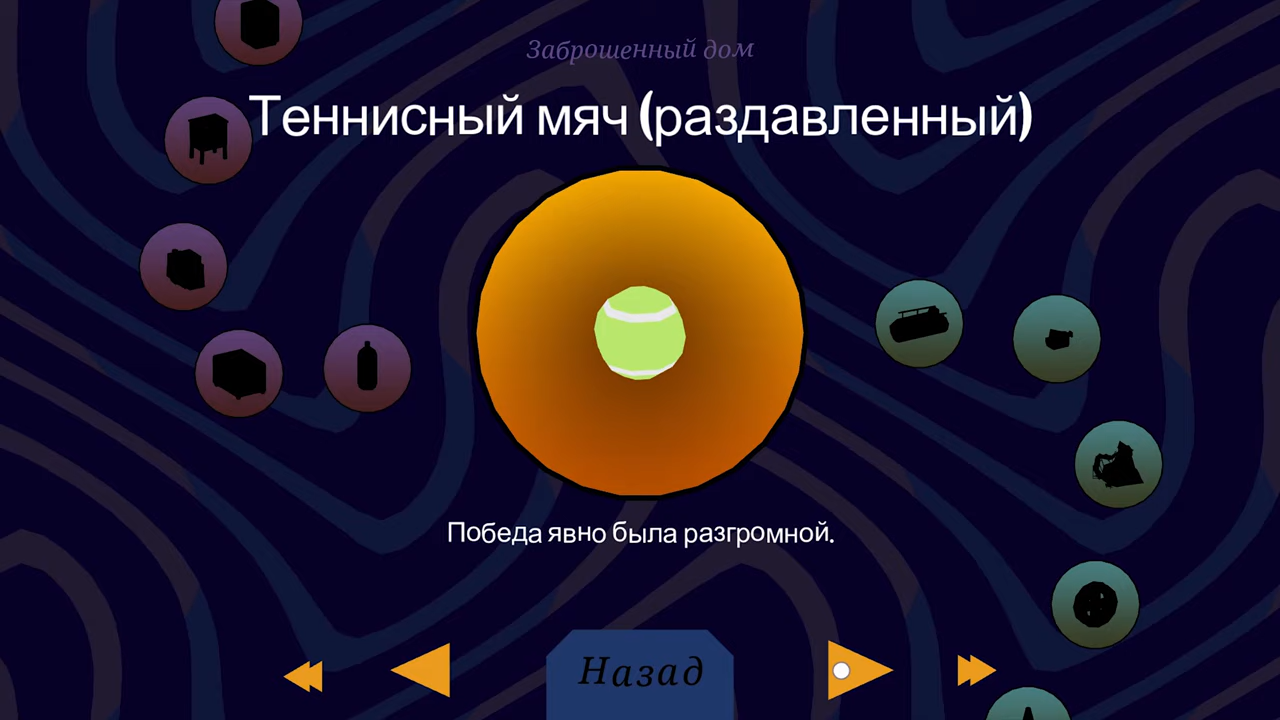 Заброшенный дом
Теннисный мяч (раздавленный)
Победа явно была разгромной.
Назад